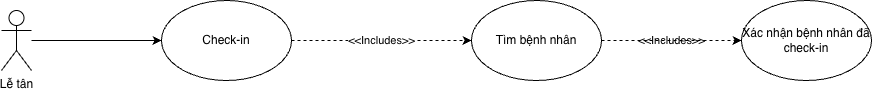 Check-in
<<Includes>>
Tìm bệnh nhân
<<Includes>>
Xác nhận bệnh nhân đã
check-in
Lễ tân